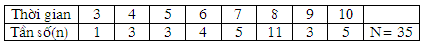 Thời gian 3 4 5 6 7 8 9 10
Tần số(n) 1 3 3 4 5 11 3 5 N= 35